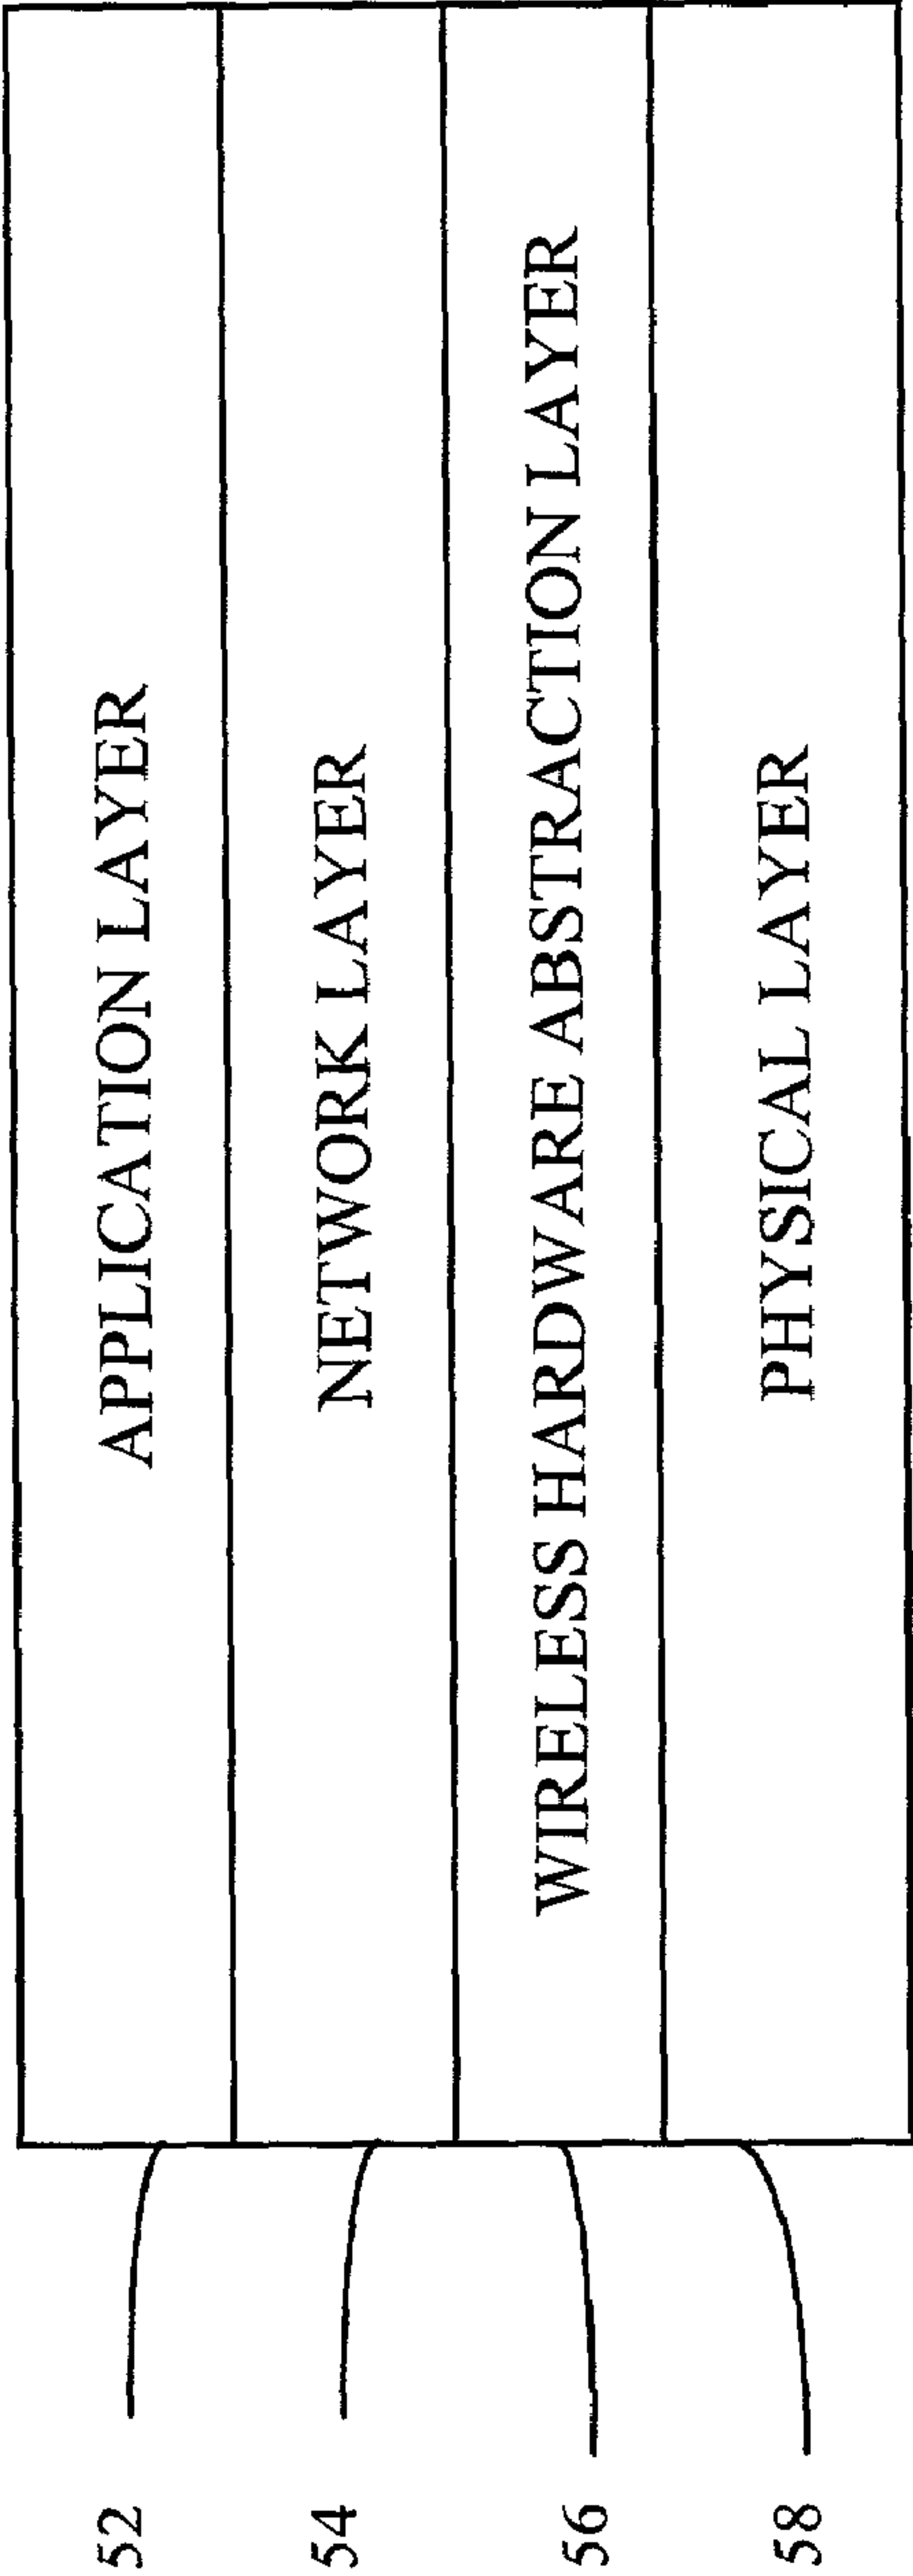 52 APPLICATION LAYER
54 NETWORK LAYER
56 WIRELESS HARDWARE ABSTRACTION LAYER
58 PHYSICAL LAYER